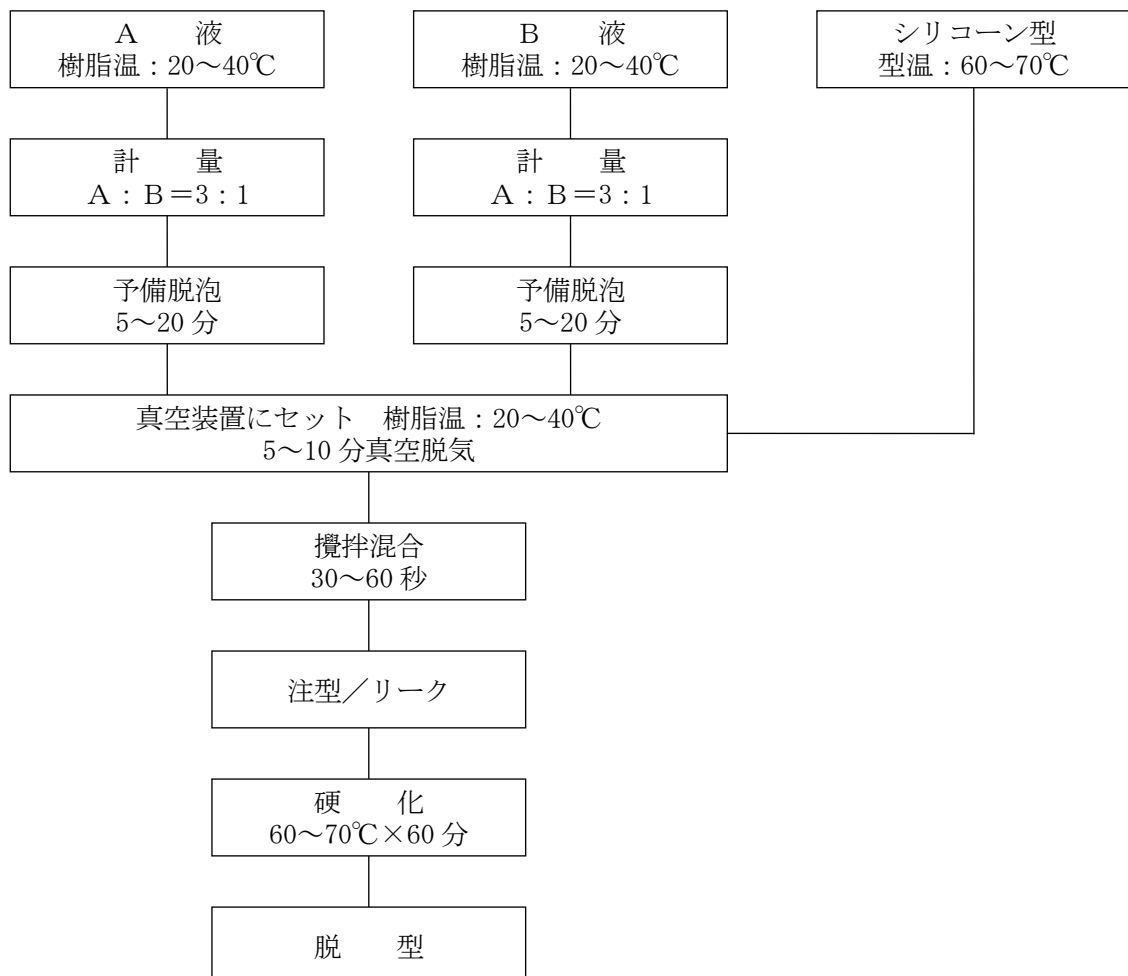 A　　液
樹脂温：20～40℃
B　　液
樹脂温：20～40℃
シリコーン型
型温：60～70℃
計　　量
A：B＝3：1
計　　量
A：B＝3：1
予備脱泡
5～20 分
予備脱泡
5～20 分
真空装置にセット　樹脂温：20～40℃
5～10 分真空脱気
攪拌混合
30～60 秒
注型／リーク
硬　　化
60～70℃×60 分
脱　　型